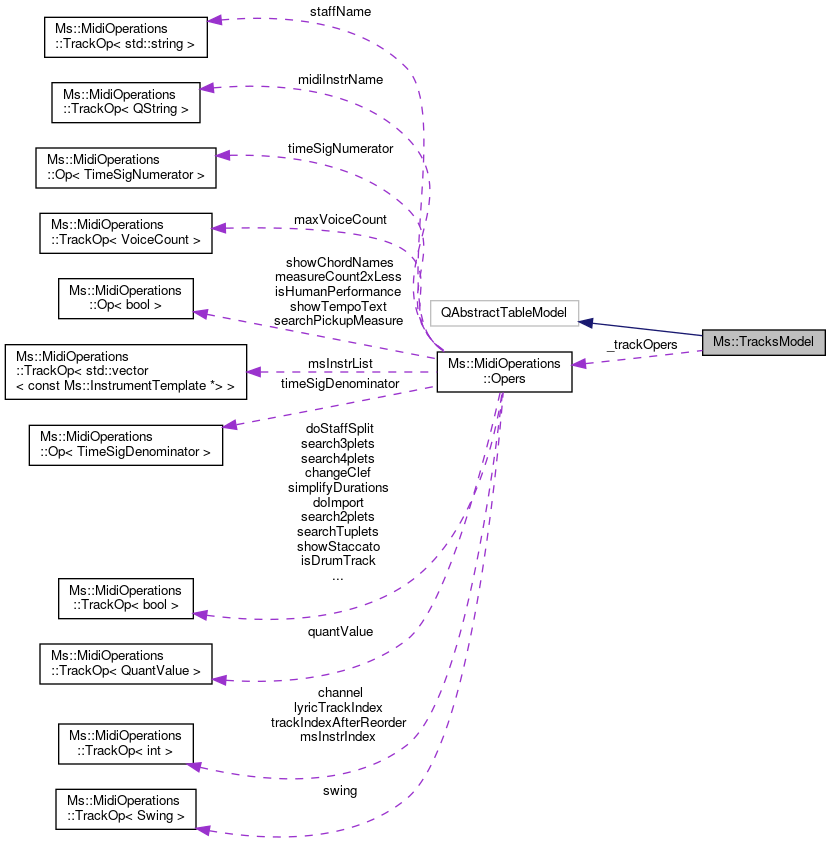 staffName
Ms::MidiOperations
::TrackOp< std::string >
midiInstrName
Ms::MidiOperations
::TrackOp< QString >
timeSigNumerator
Ms::MidiOperations
::Op< TimeSigNumerator >
maxVoiceCount
Ms::MidiOperations
::TrackOp< VoiceCount >
showChordNames
measureCount2xLess
isHumanPerformance
showTempoText
searchPickupMeasure
Ms::MidiOperations
::Op< bool >
QAbstractTableModel
Ms::TracksModel
_trackOpers
Ms::MidiOperations
::Opers
msInstrList
Ms::MidiOperations
::TrackOp< std::vector
< const Ms::InstrumentTemplate *> >
timeSigDenominator
Ms::MidiOperations
::Op< TimeSigDenominator >
doStaffSplit
search3plets
search4plets
changeClef
simplifyDurations
doImport
search2plets
searchTuplets
showStaccato
isDrumTrack
...
Ms::MidiOperations
::TrackOp< bool >
quantValue
Ms::MidiOperations
::TrackOp< QuantValue >
channel
lyricTrackIndex
trackIndexAfterReorder
msInstrIndex
Ms::MidiOperations
::TrackOp< int >
swing
Ms::MidiOperations
::TrackOp< Swing >